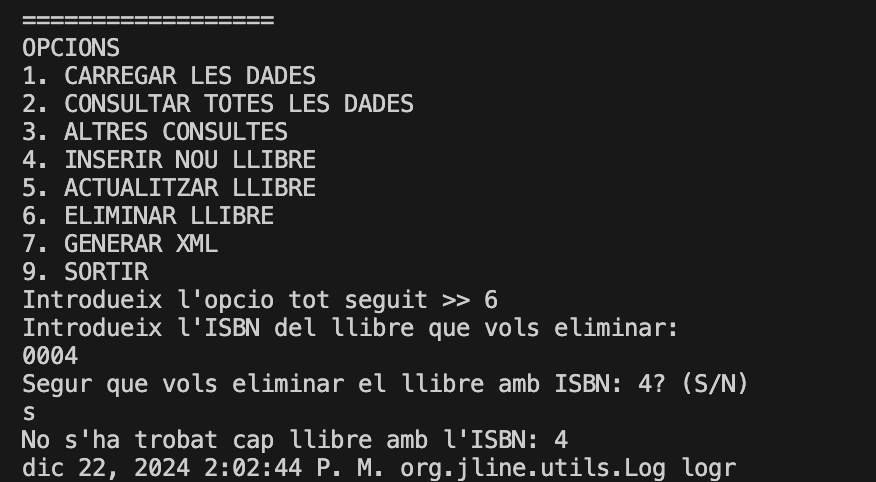 ==================
OPCIONS
1. CARREGAR LES DADES
2. CONSULTAR TOTES LES DADES
3. ALTRES CONSULTES
4. INSERIR NOU LLIBRE
5. ACTUALITZAR LLIBRE
6. ELIMINAR LLIBRE
7. GENERAR XML
9. SORTIR
Introdueix l'opcio tot seguit >> 6
Introdueix l'ISBN del llibre que vols eliminar:
0004
Segur que vols eliminar el llibre amb ISBN: 4? (S/N)
s
No s'ha trobat cap llibre amb l'ISBN: 4
dic 22, 2024 2:02:44 P. M. org.jline.utils.Log logr